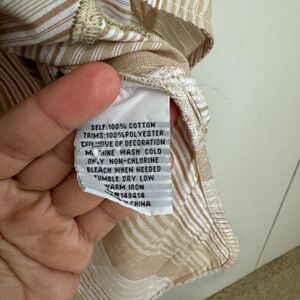 SELF:100% COTTON
TRIMS:100%POLYESTER
EXCLUSIVE OF DECORATION
MACHINE WASH COLD
ONLY NON-CHLORINE
BLEACH WHEN NEEDED
TUMBLE DRY LOW
WARM IRON
149414
CHINA